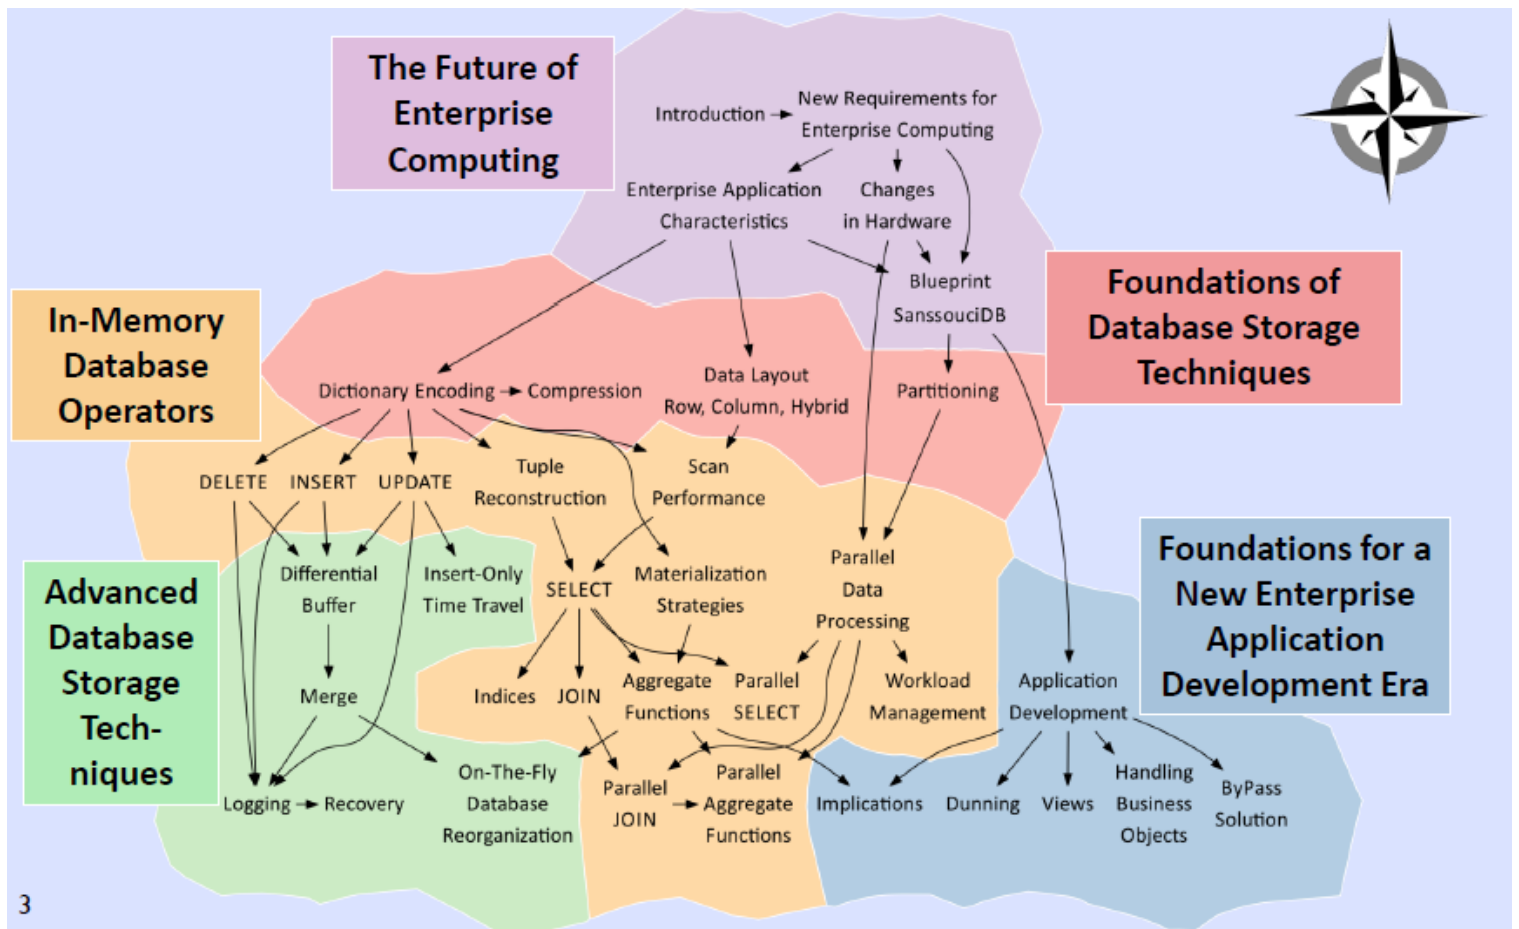 The Future of
Enterprise
Computing
Introduction
New Requirements for
Enterprise Computing
Enterprise Application
Characteristics
Changes
in Hardware
Blueprint
SanssouciDB
Foundations of
Database Storage
Techniques
In-Memory
Database
Operators
Dictionary Encoding
Compression
Data Layout
Row, Column, Hybrid
Partitioning
DELETE
INSERT
UPDATE
Tuple
Reconstruction
Scan
Performance
Advanced
Database
Storage
Tech-
niques
Differential
Buffer
Insert-Only
Time Travel
SELECT
Materialization
Strategies
Parallel
Data
Processing
Foundations for a
New Enterprise
Application
Development Era
Merge
Indices
JOIN
Aggregate
Functions
Parallel
SELECT
Workload
Management
Application
Development
Logging
Recovery
On-The-Fly
Database
Reorganization
Parallel
JOIN
Parallel
Aggregate
Functions
Implications
Dunning
Views
Handling
Business
Objects
ByPass
Solution
3